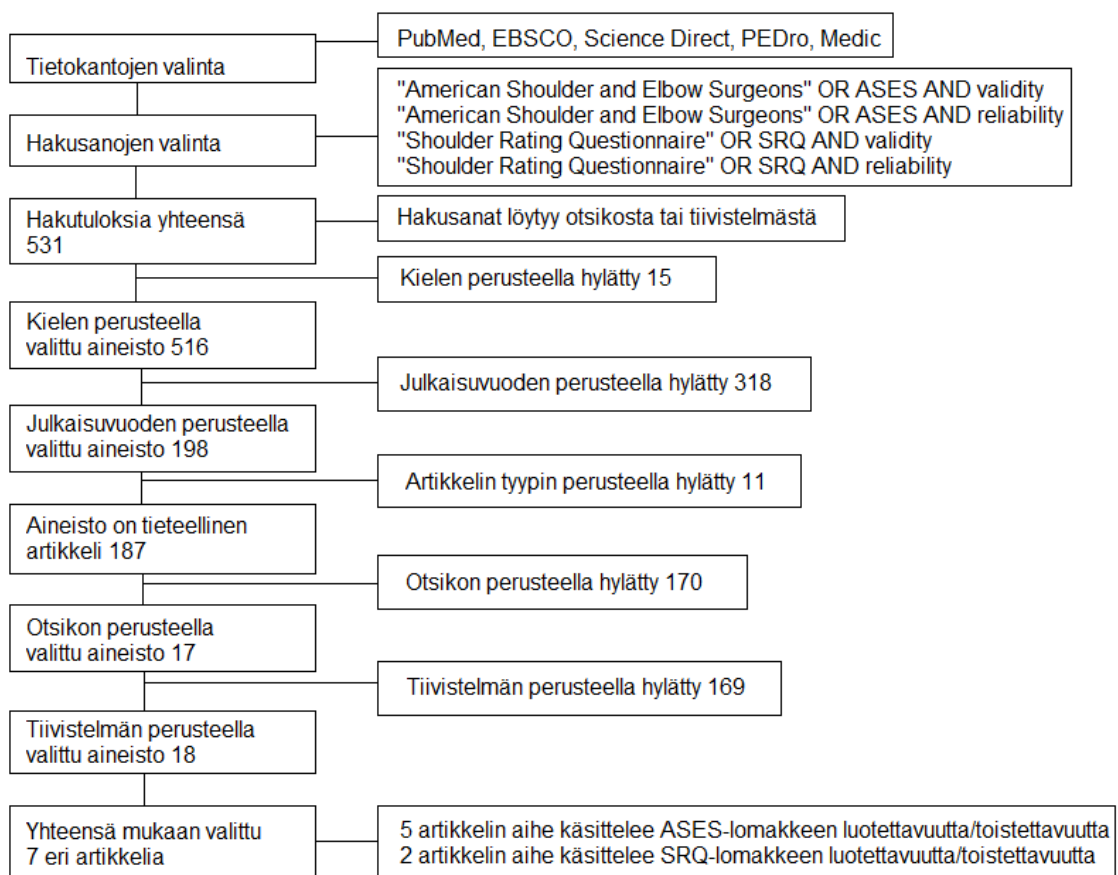 PubMed, EBSCO, Science Direct, PEDro, Medic
Tietokantojen valinta
"American Shoulder and Elbow Surgeons" OR ASES AND validity
"American Shoulder and Elbow Surgeons" OR ASES AND reliability
"Shoulder Rating Questionnaire" OR SRQ AND validity
"Shoulder Rating Questionnaire" OR SRQ AND reliability
Hakusanojen valinta
Hakutuloksia yhteensä
531
Hakusanat löytyy otsikosta tai tiivistelmästä
Kielen perusteella hylätty 15
Kielen perusteella
valittu aineisto 516
Julkaisuvuoden perusteella hylätty 318
Julkaisuvuoden perusteella
valittu aineisto 198
Artikkelin tyypin perusteella hylätty 11
Aineisto on tieteellinen
artikkeli 187
Otsikon perusteella hylätty 170
Otsikon perusteella
valittu aineisto 17
Tiivistelmän perusteella hylätty 169
Tiivistelmän perusteella
valittu aineisto 18
Yhteensä mukaan valittu
7 eri artikkelia
5 artikkelin aihe käsittelee ASES-lomakkeen luotettavuutta/toistettavuutta
2 artikkelin aihe käsittelee SRQ-lomakkeen luotettavuutta/toistettavuutta